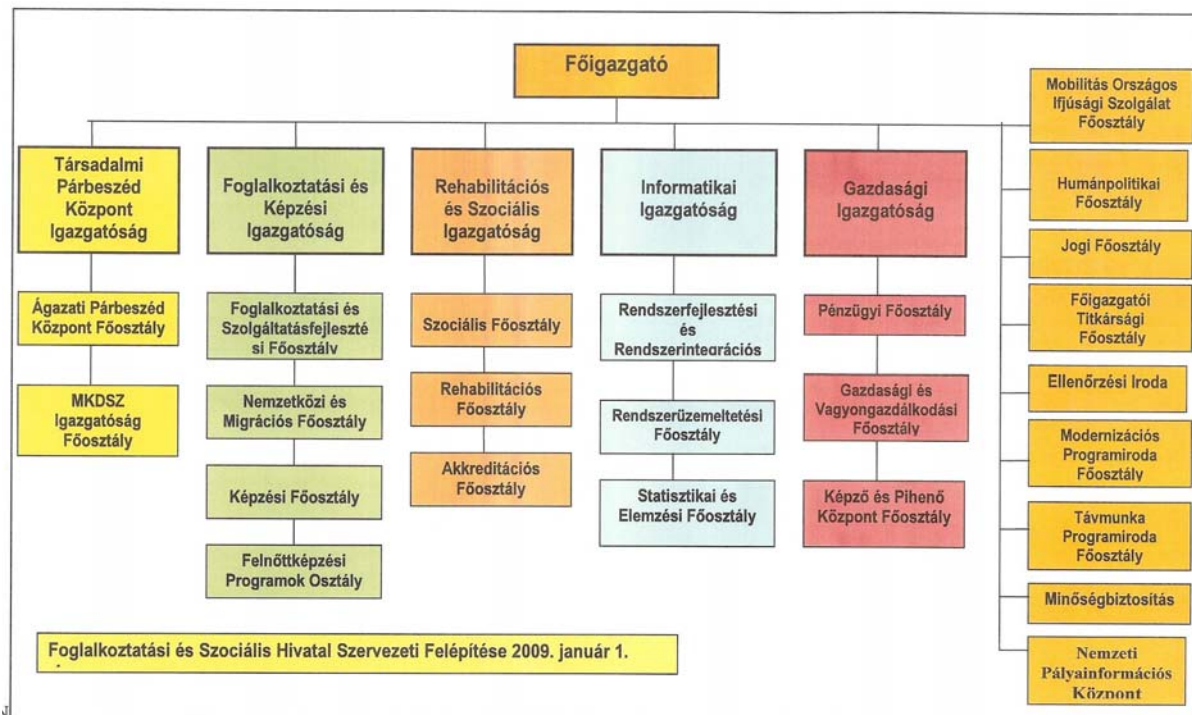 Főigazgató
Társadalmi
Párbeszéd
Központ
Igazgatóság
Ágazati Párbeszéd
Központ Főosztály
MKDSZ
Igazgatóság
Főosztály
Foglalkoztatási és
Képzési
Igazgatóság
Foglalkoztatási és
Szolgáltatásfejleszté
si Főosztály
Nemzetközi és
Migrációs Főosztály
Képzési Főosztály
Felnőttképzési
Programok Osztály
Rehabilitációs
és Szociális
Igazgatóság
Szociális Főosztály
Rehabilitációs
Főosztály
Akkreditációs
Főosztály
Informatikai
Igazgatóság
Rendszerfejlesztési
és
Rendszerintegrációs
Rendszerüzemeltetési
Főosztály
Statisztikai és
Elemzési Főosztály
Gazdasági
Igazgatóság
Pénzügyi Főosztály
Gazdasági és
Vagyongazdálkodási
Főosztály
Képző és Pihenő
Központ Főosztály
Mobilitás Országos
Ifjúsági Szolgálat
Főosztály
Humánpolitikai
Főosztály
Jogi Főosztály
Főigazgatói
Titkársági
Főosztály
Ellenőrzési Iroda
Modernizációs
Programiroda
Főosztály
Távmunka
Programiroda
Főosztály
Minőségbiztosítás
Nemzeti
Pályainformációs
Központ
Foglalkoztatási és Szociális Hivatal Szervezeti Felépítése 2009. január 1.
J